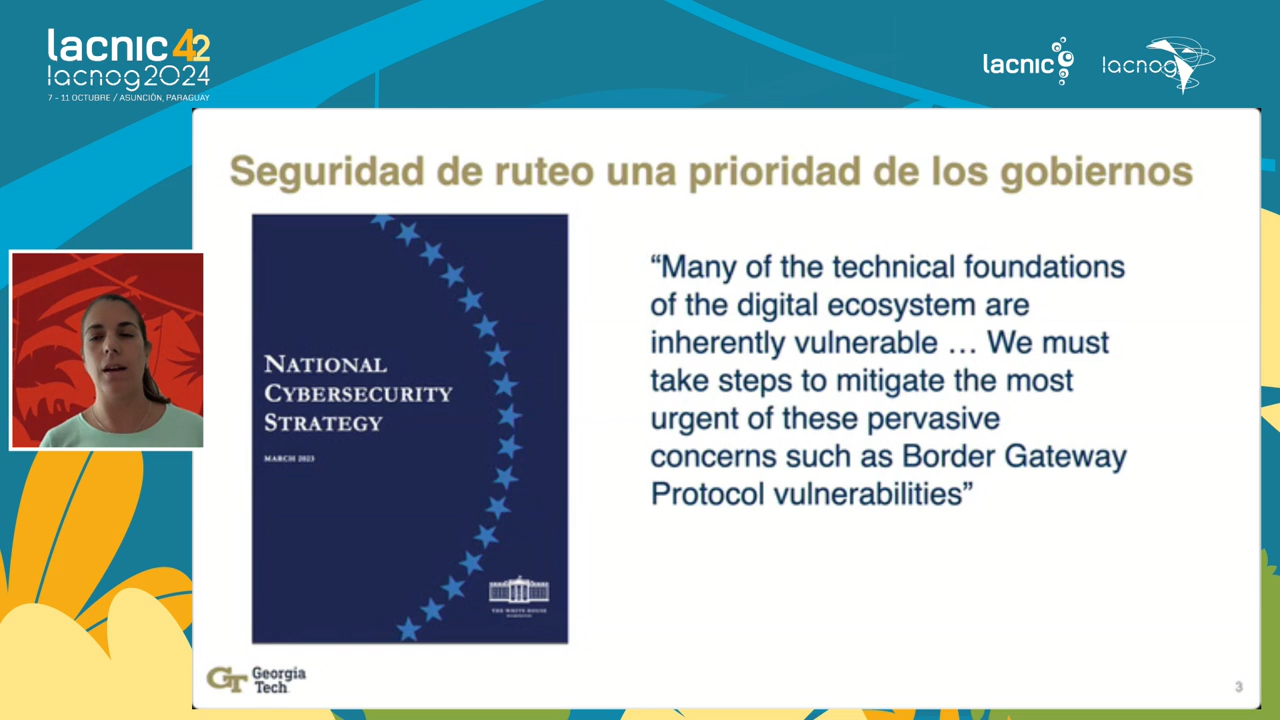 lacnic 42
lacnog2024
7 - 11 OCTUBRE / ASUNCIÓN, PARAGUAY
lacnic
lacnog
Seguridad de ruteo una prioridad de los gobiernos
NATIONAL
CYBERSECURITY
STRATEGY
MARCH 2023
THE WHITE HOUSE
WASHINGTON
“Many of the technical foundations
of the digital ecosystem are
inherently vulnerable … We must
take steps to mitigate the most
urgent of these pervasive
concerns such as Border Gateway
Protocol vulnerabilities”
GT Georgia
Tech
3